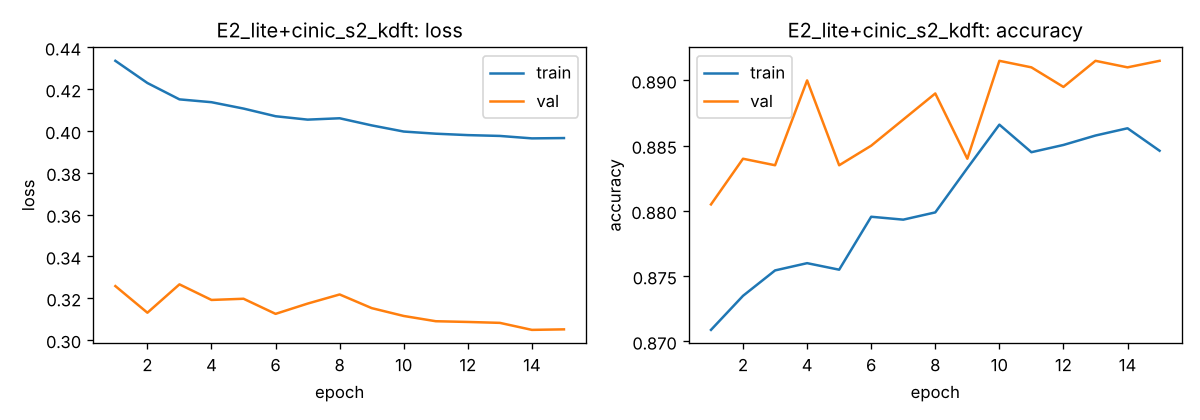 E2_lite+cinic_s2_kdft: loss
train
val
0.44
0.42
0.40
0.38
0.36
0.34
0.32
0.30
loss
2
4
6
8
10
12
14
epoch
E2_lite+cinic_s2_kdft: accuracy
train
val
0.890
0.885
0.880
0.875
0.870
accuracy
2
4
6
8
10
12
14
epoch